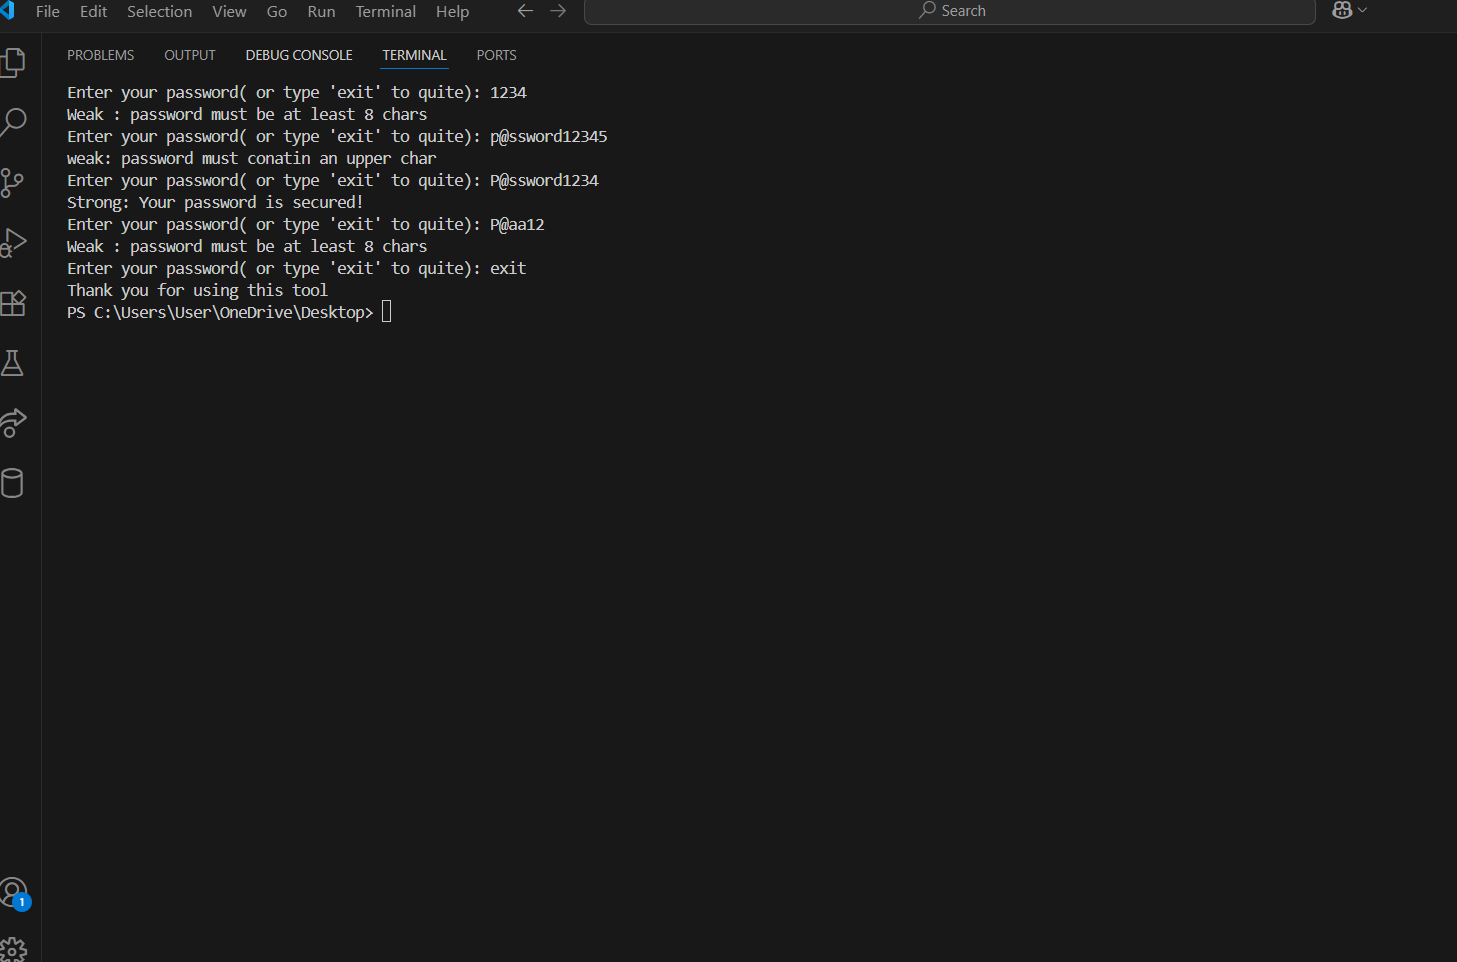 File Edit Selection View Go Run Terminal Help Search
PROBLEMS OUTPUT DEBUG CONSOLE TERMINAL PORTS
Enter your password( or type 'exit' to quite): 1234
Weak : password must be at least 8 chars
Enter your password( or type 'exit' to quite): p@ssword12345
weak: password must conatin an upper char
Enter your password( or type 'exit' to quite): P@ssword1234
Strong: Your password is secured!
Enter your password( or type 'exit' to quite): P@aa12
Weak : password must be at least 8 chars
Enter your password( or type 'exit' to quite): exit
Thank you for using this tool
PS C:\Users\User\OneDrive\Desktop>
1